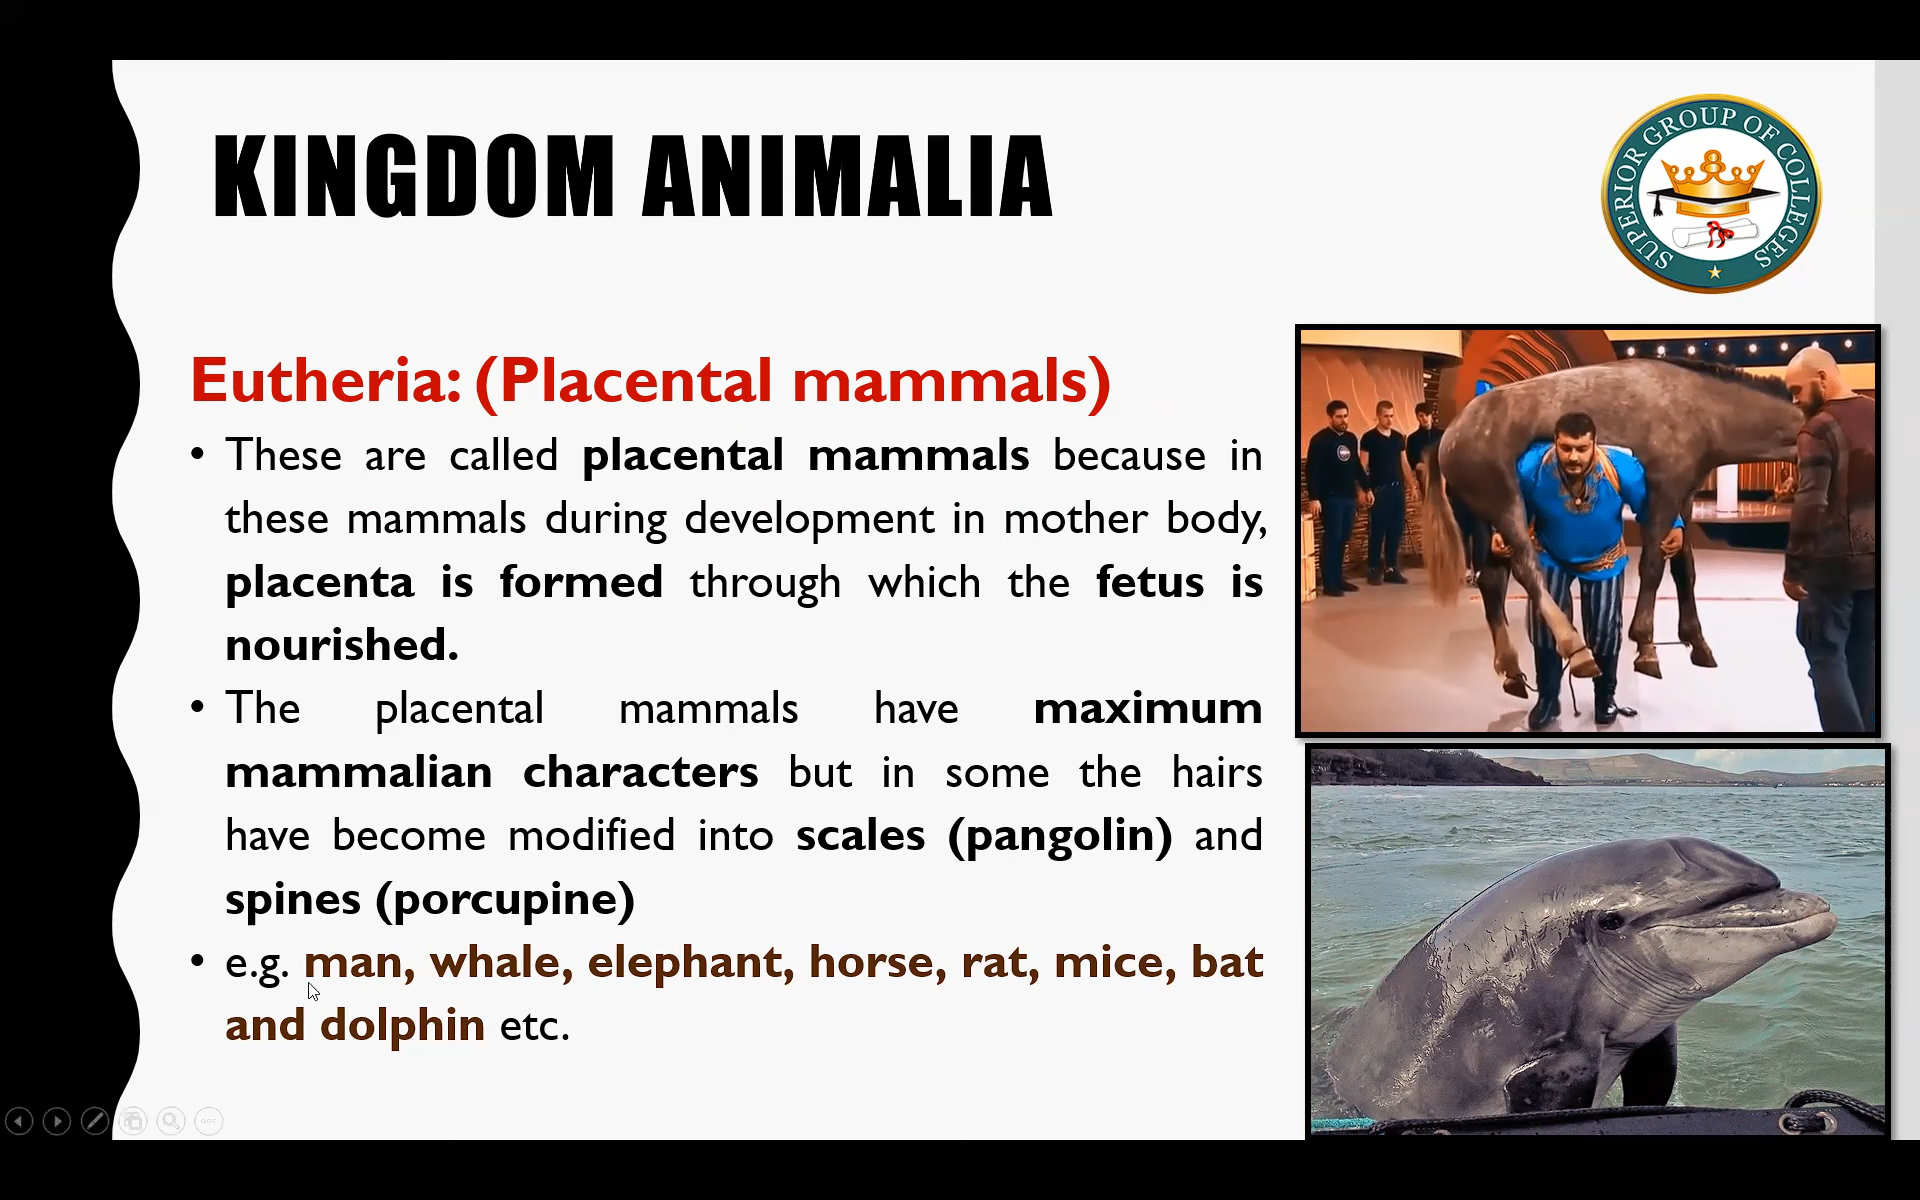 KINGDOM ANIMALIA
SUPERIOR GROUP OF COLLEGES
Eutheria: (Placental mammals)
• These are called placental mammals because in
these mammals during development in mother body,
placenta is formed through which the fetus is
nourished.
• The placental mammals have maximum
mammalian characters but in some the hairs
have become modified into scales (pangolin) and
spines (porcupine)
• e.g. man, whale, elephant, horse, rat, mice, bat
and dolphin etc.